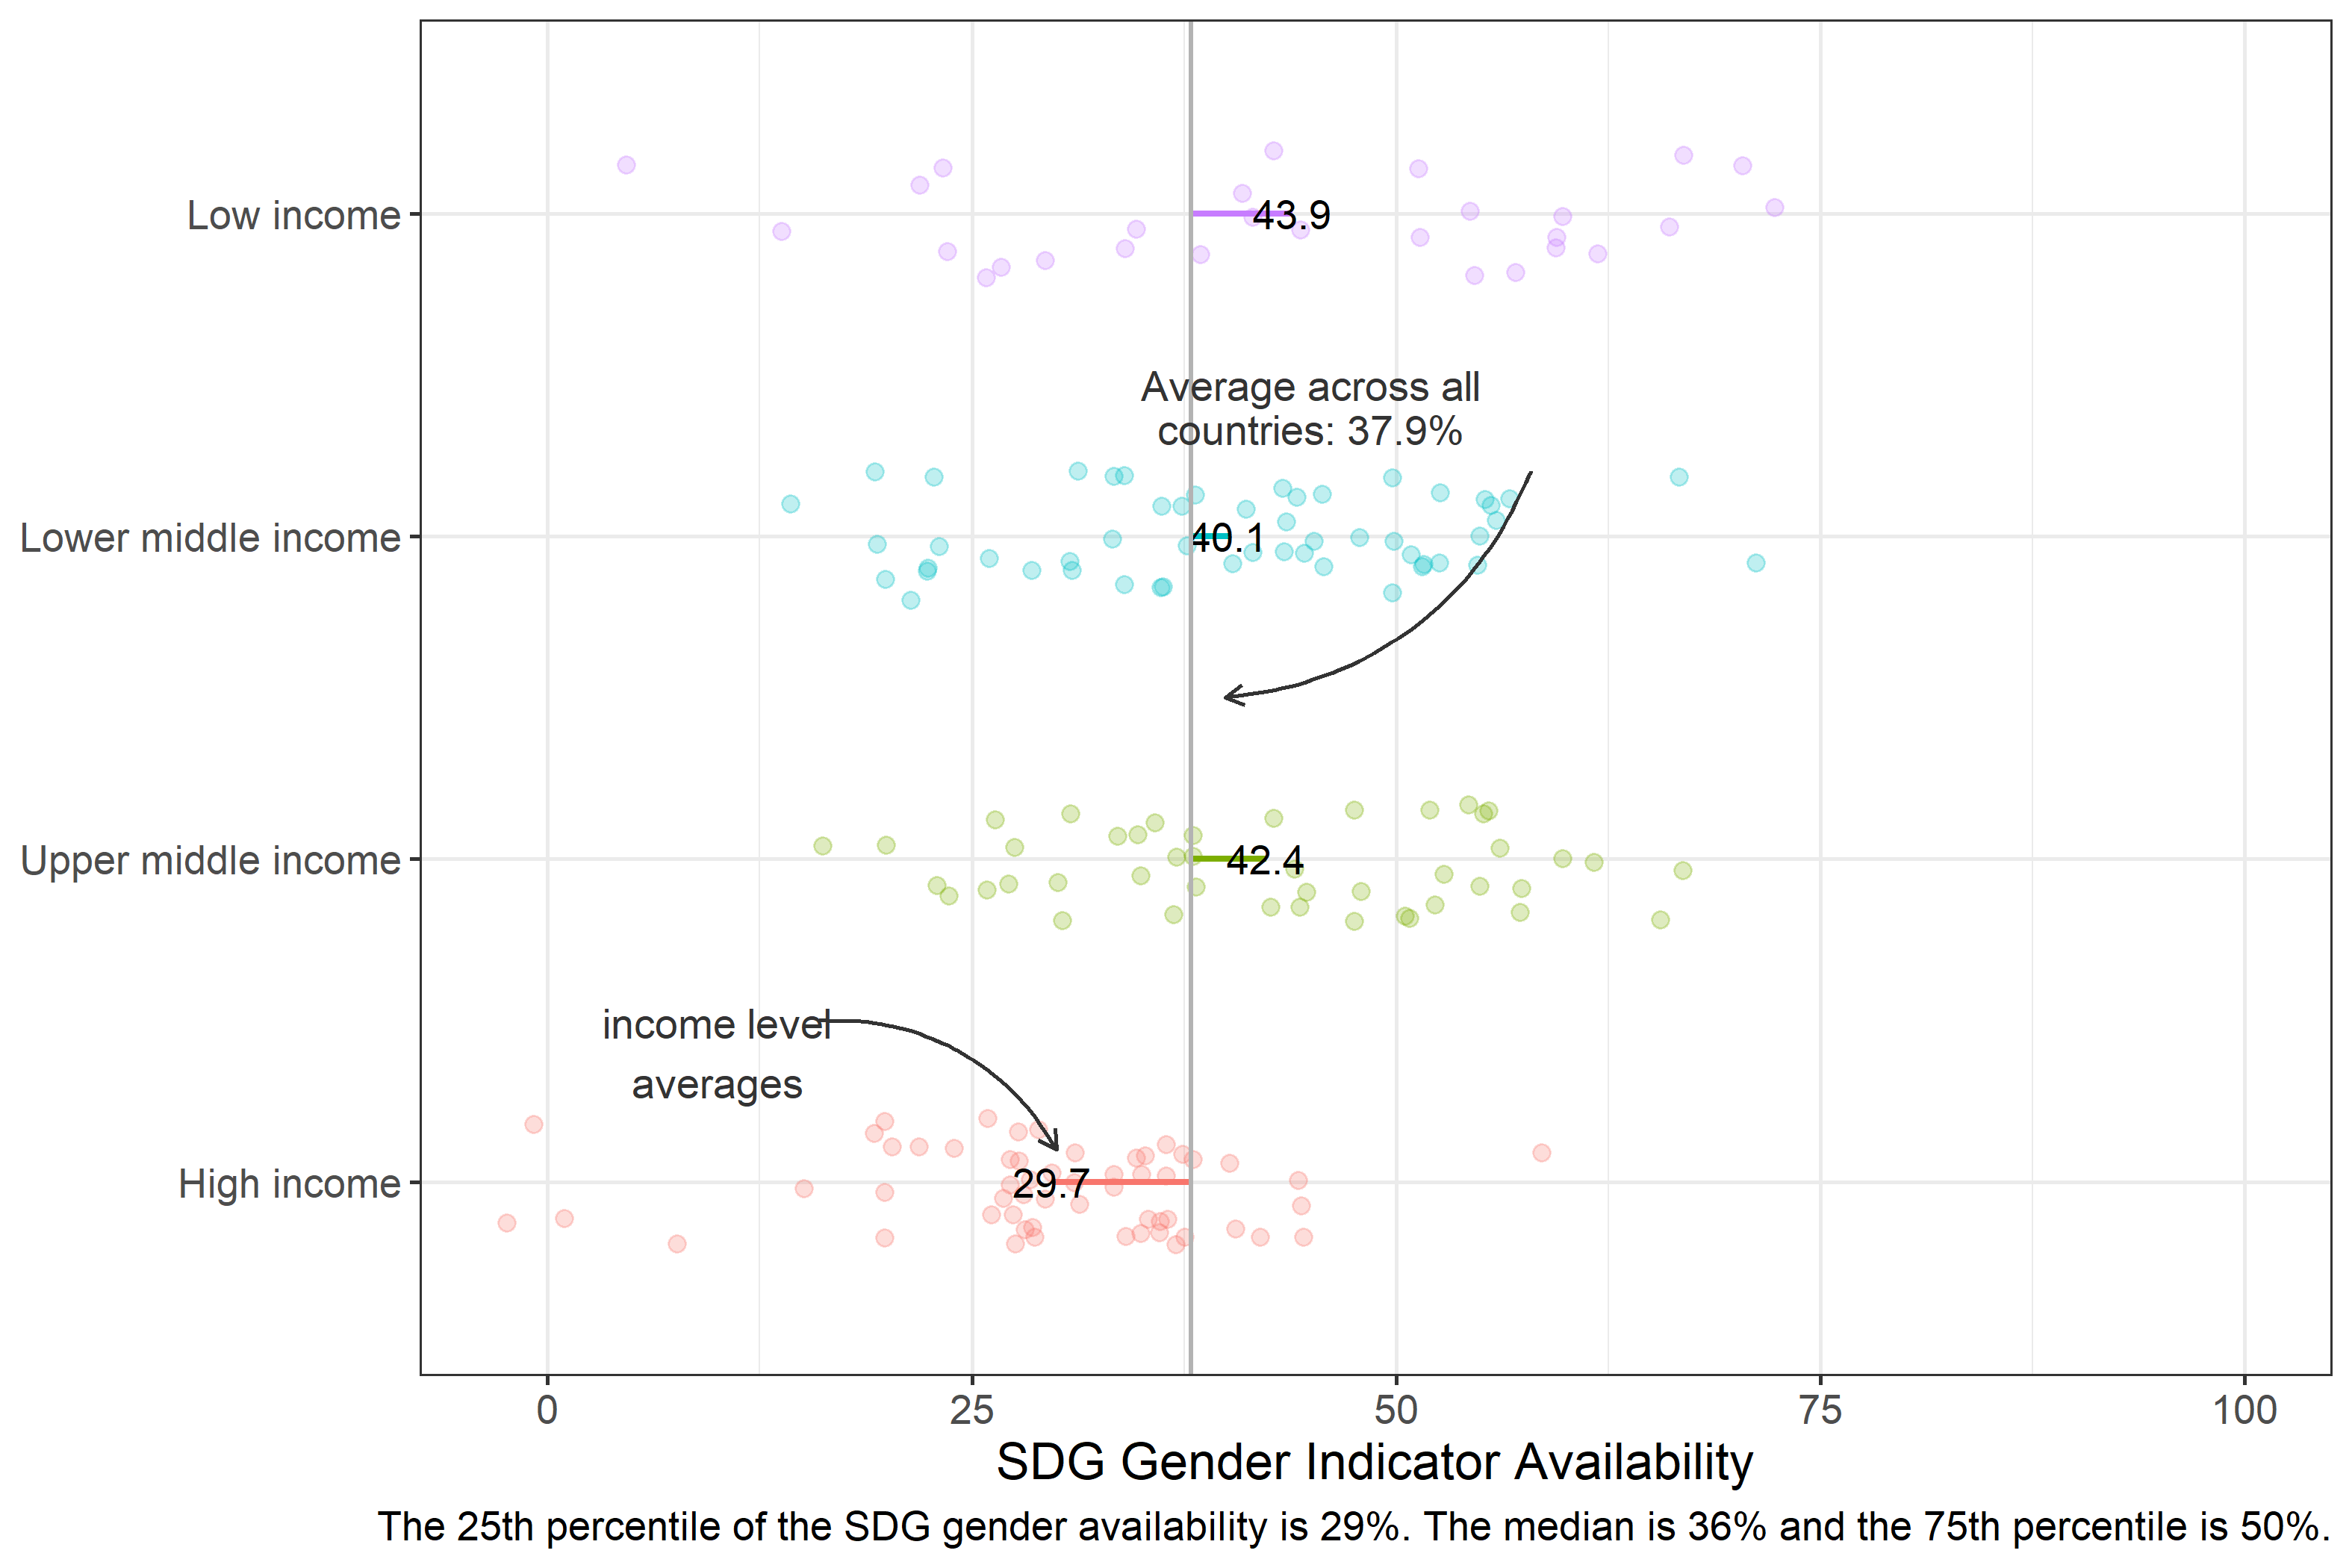 Low income
43.9
Average across all
countries: 37.9%
Lower middle income
40.1
Upper middle income
42.4
income level
averages
High income
29.7
0 25 50 75 100
SDG Gender Indicator Availability
The 25th percentile of the SDG gender availability is 29%. The median is 36% and the 75th percentile is 50%.